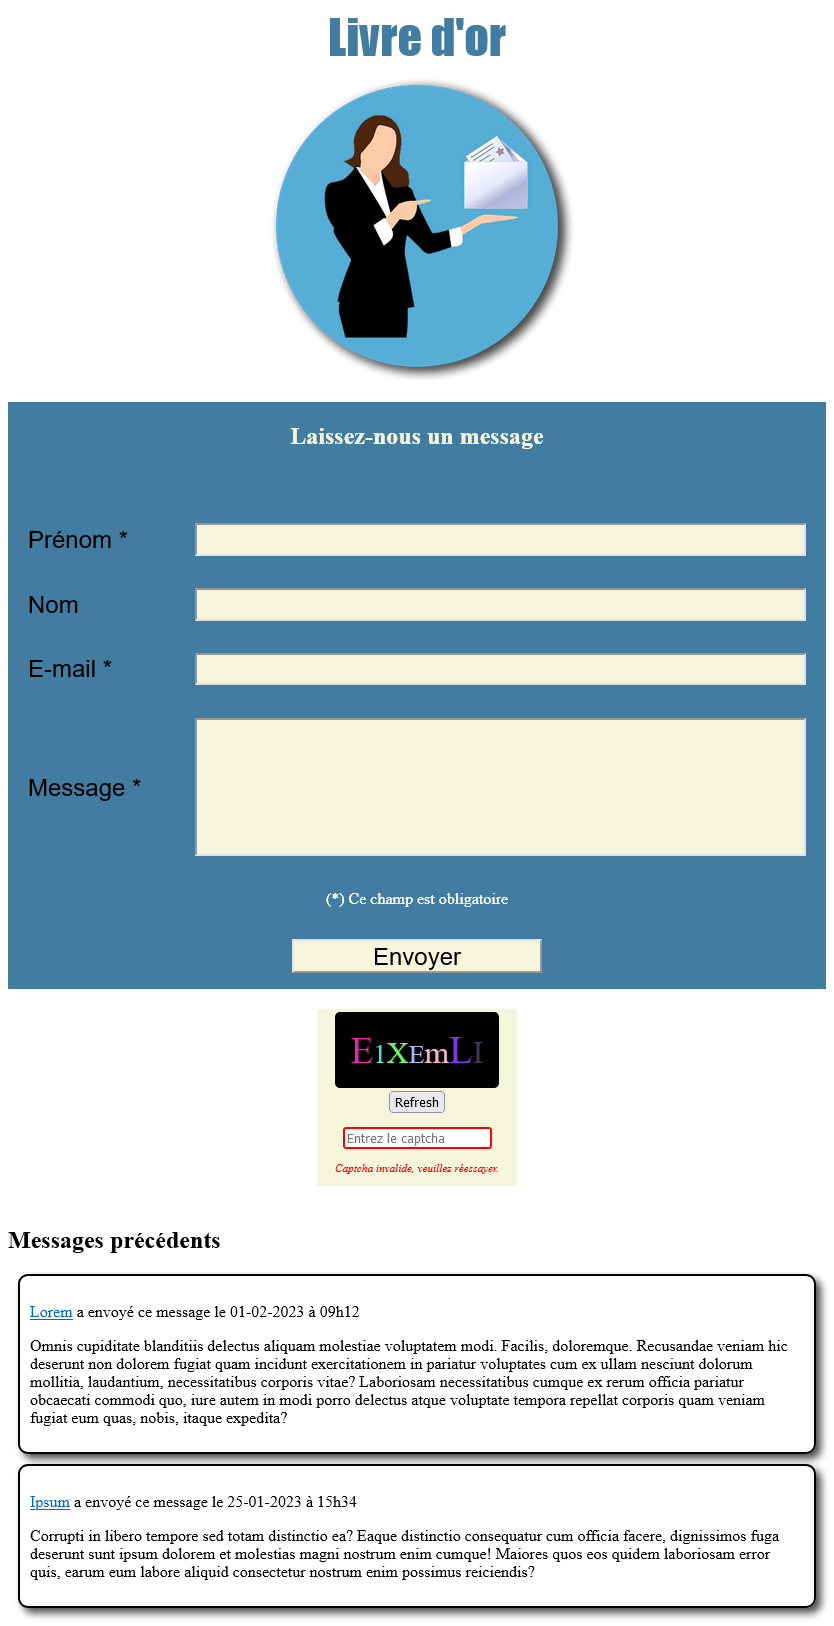 Livre d'or
Laissez-nous un message
Prénom *
Nom
E-mail *
Message *
(*) Ce champ est obligatoire
Envoyer
E1XEmLI
Refresh
Entrez le captcha
Captcha invalide, veuillez réessayer.
Messages précédents
Lorem a envoyé ce message le 01-02-2023 à 09h12
Omnis cupiditate blanditiis delectus aliquam molestiae voluptatem modi. Facilis, doloremque. Recusandae veniam hic
deserunt non dolorem fugiat quam incidunt exercitationem in pariatur voluptates cum ex ullam nesciunt dolorum
mollitia, laudantium, necessitatibus corporis vitae? Laboriosam necessitatibus cumque ex rerum officia pariatur
obcaecati commodi quo, iure autem in modi porro delectus atque voluptate tempora repellat corporis quam veniam
fugiat eum quas, nobis, itaque expedita?
Ipsum a envoyé ce message le 25-01-2023 à 15h34
Corrupti in libero tempore sed totam distinctio ea? Eaque distinctio consequatur cum officia facere, dignissimos fuga
deserunt sunt ipsum dolorem et molestias magni nostrum enim cumque! Maiores quos eos quidem laboriosam error
quis, earum eum labore aliquid consectetur nostrum enim possimus reiciendis?